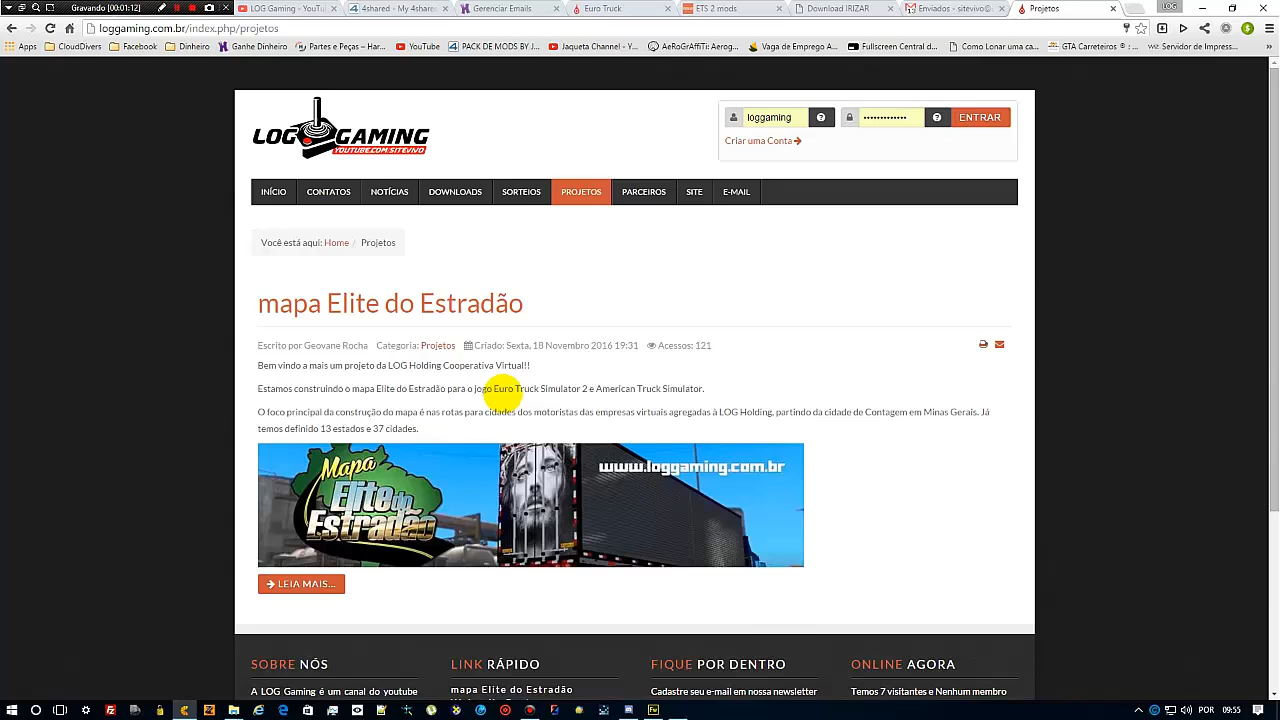 Gravando (00:01:12)
LOG Gaming - YouTu
4shared - My 4share
Gerenciar Emails
Euro Truck
ETS 2 mods
Download IRIZAR
Enviados - sitevivo@
Projetos
LOG
loggaming.com.br/index.php/projetos
Apps
CloudDivers
Facebook
Dinheiro
Ganhe Dinheiro
Partes e Peças - Har...
YouTube
PACK DE MODS BY J...
Jaqueta Channel - Y...
AeRoGrAffiTi: Aerog...
Vaga de Emprego A...
Fullscreen Central d...
Como lonar uma ca...
GTA Carreteiros ® :...
Servidor de Impress...
LOG GAMING
YOUTUBE.COM/SITEVIVO
loggaming
ENTRAR
Criar uma Conta
INÍCIO
CONTATOS
NOTÍCIAS
DOWNLOADS
SORTEIOS
PROJETOS
PARCEIROS
SITE
E-MAIL
Você está aqui: Home / Projetos
mapa Elite do Estradão
Escrito por Geovane Rocha Categoria: Projetos Criado: Sexta, 18 Novembro 2016 19:31 Acessos: 121
Bem vindo a mais um projeto da LOG Holding Cooperativa Virtual!!
Estamos construindo o mapa Elite do Estradão para o jogo Euro Truck Simulator 2 e American Truck Simulator.
O foco principal da construção do mapa é nas rotas para cidades dos motoristas das empresas virtuais agregadas à LOG Holding, partindo da cidade de Contagem em Minas Gerais. Já
temos definido 13 estados e 37 cidades.
Mapa
Elite do
Estradão
www.loggaming.com.br
LEIA MAIS...
SOBRE NÓS
LINK RÁPIDO
FIQUE POR DENTRO
ONLINE AGORA
A LOG Gaming é um canal do youtube
mapa Elite do Estradão
Cadastre seu e-mail em nossa newsletter
Temos 7 visitantes e Nenhum membro
POR
09:55